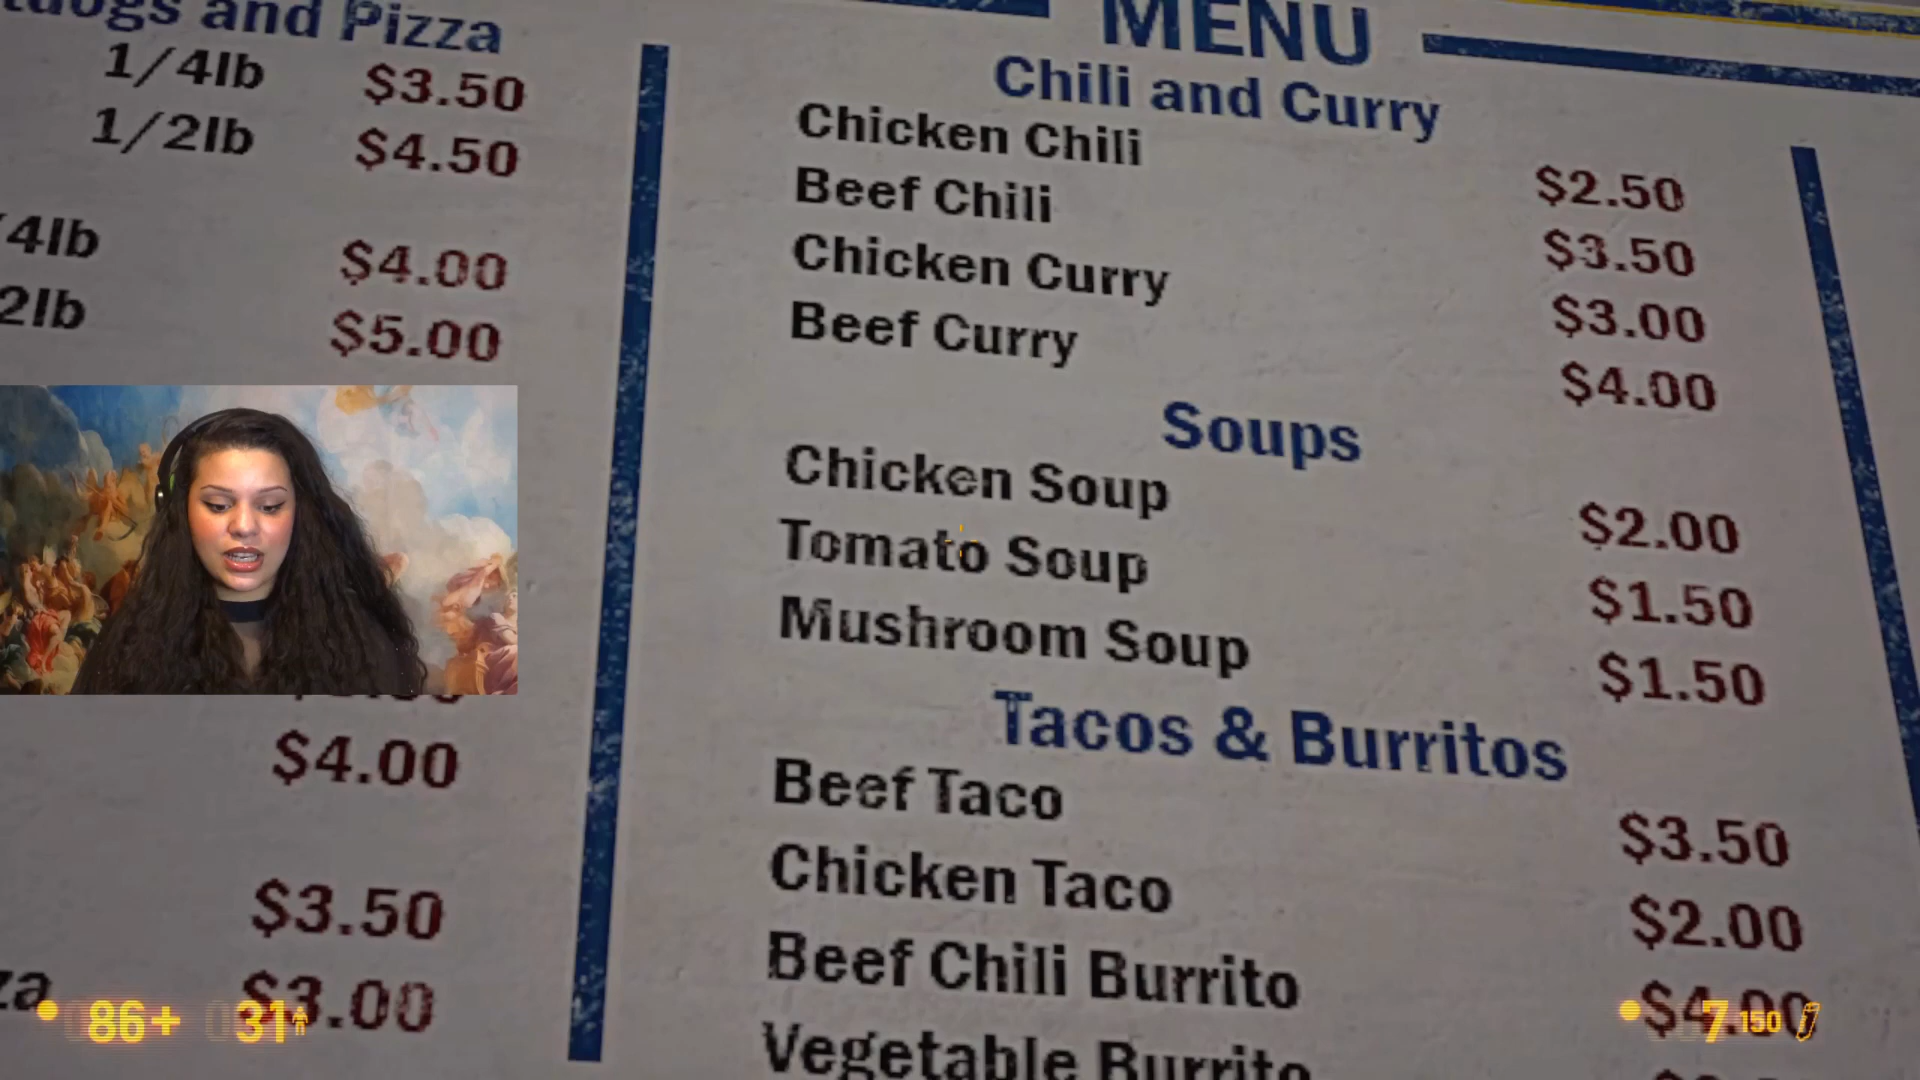 MENU
dogs and Pizza
1/4lb $3.50
1/2lb $4.50
4lb $4.00
2lb $5.00
$4.00
$3.50
za $3.00
Chili and Curry
Chicken Chili $2.50
Beef Chili $3.50
Chicken Curry $3.00
Beef Curry $4.00
Soups
Chicken Soup $2.00
Tomato Soup $1.50
Mushroom Soup $1.50
Tacos & Burritos
Beef Taco $3.50
Chicken Taco $2.00
Beef Chili Burrito $4.00
Vegetable Burrito
86+ 31
7 150